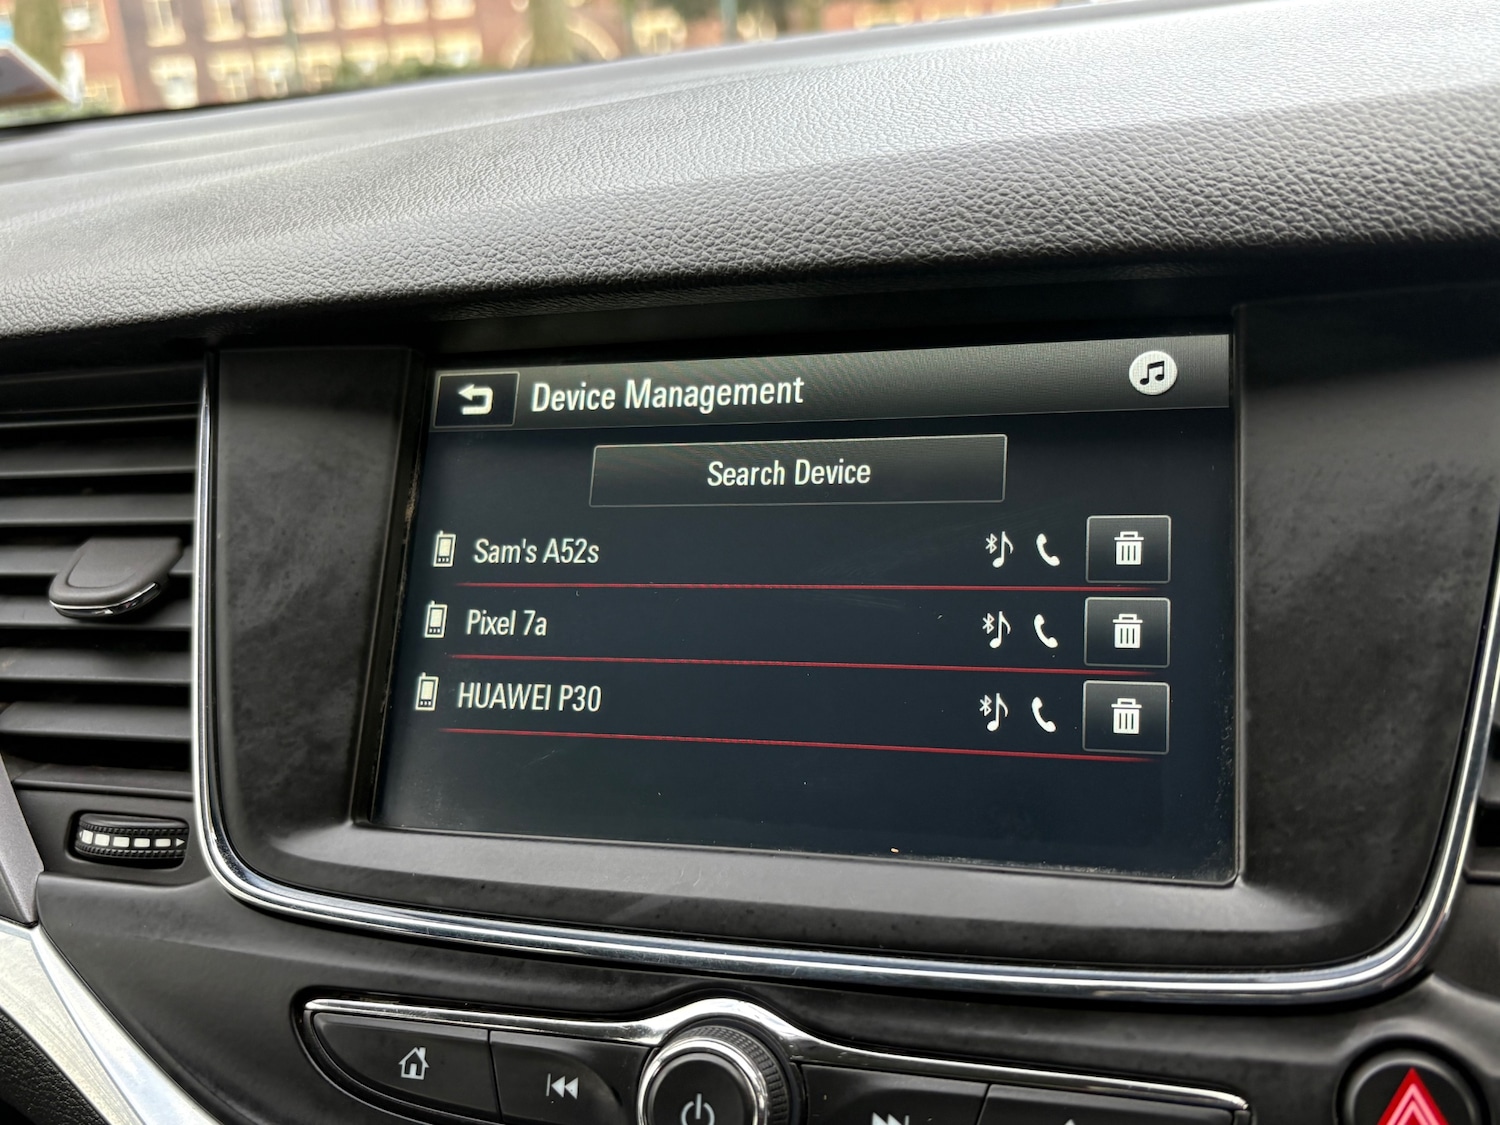 Device Management
Search Device
Sam's A52s
Pixel 7a
HUAWEI P30